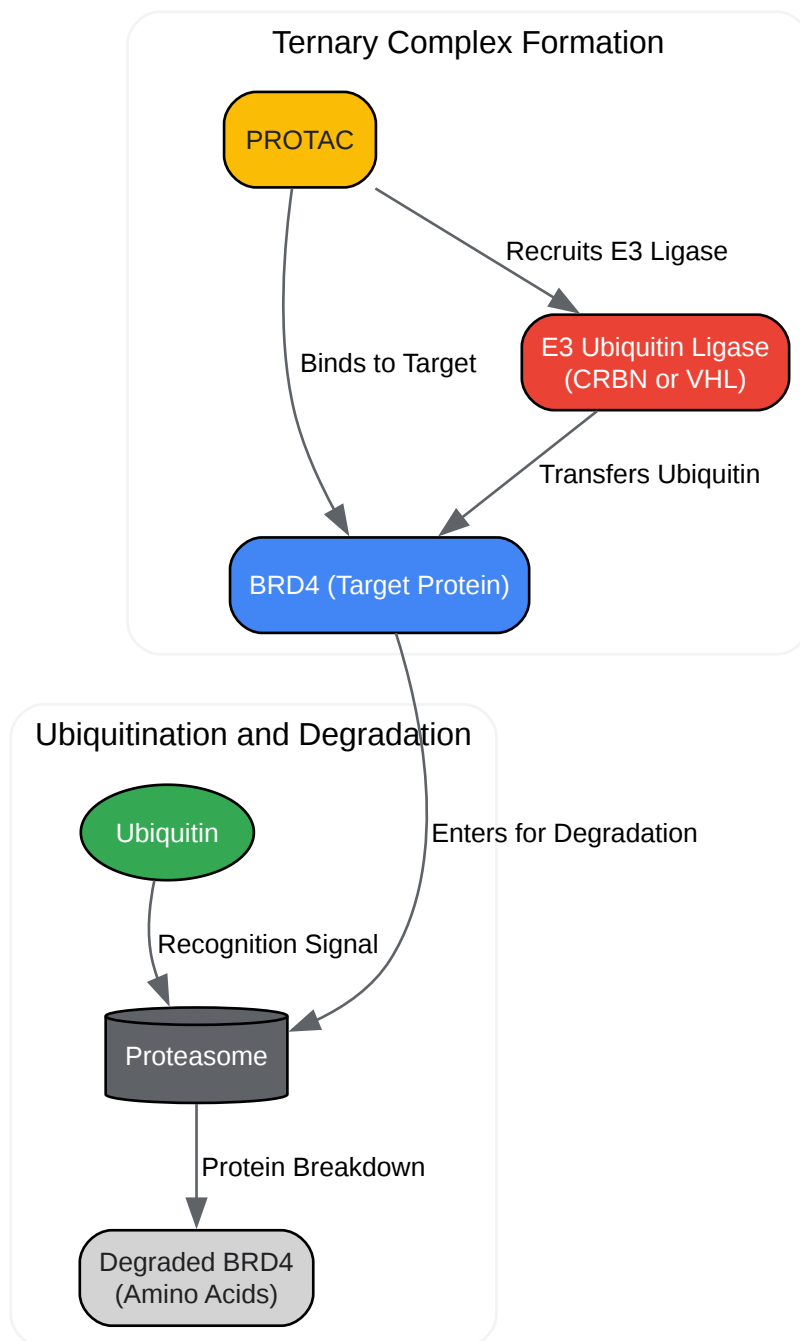 Ternary Complex Formation
PROTAC
Recruits E3 Ligase
E3 Ubiquitin Ligase
(CRBN or VHL)
Binds to Target
Transfers Ubiquitin
BRD4 (Target Protein)
Ubiquitination and Degradation
Ubiquitin
Enters for Degradation
Recognition Signal
Proteasome
Protein Breakdown
Degraded BRD4
(Amino Acids)